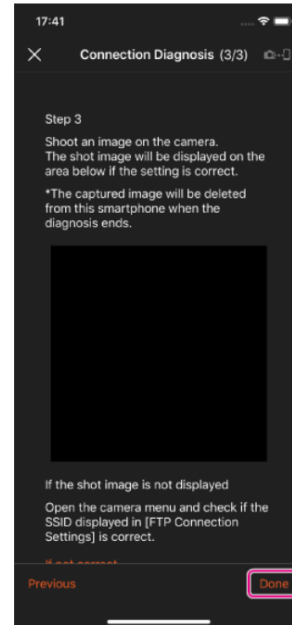 17:41
Connection Diagnosis (3/3)
Step 3
Shoot an image on the camera.
The shot image will be displayed on the
area below if the setting is correct.
*The captured image will be deleted
from this smartphone when the
diagnosis ends.
If the shot image is not displayed
Open the camera menu and check if the
SSID displayed in [FTP Connection
Settings] is correct.
If not correct
Previous Done